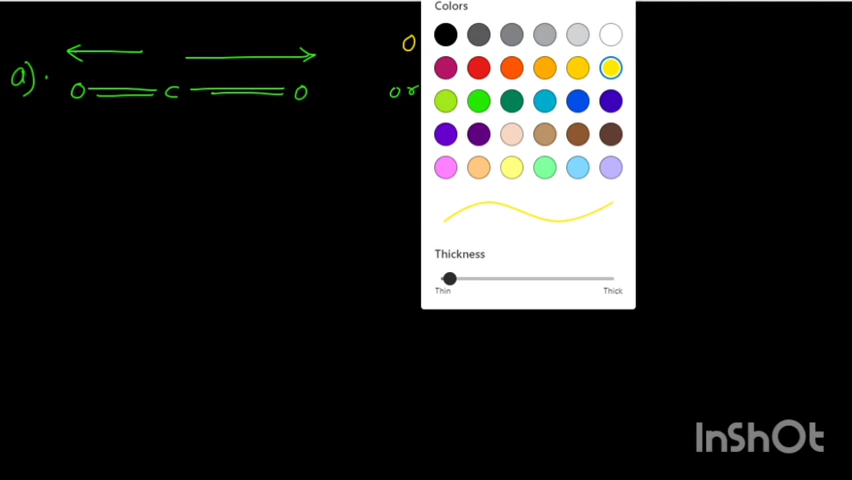 Colors
a). O=C=O O
or
Thickness
Thin Thick
InShOt